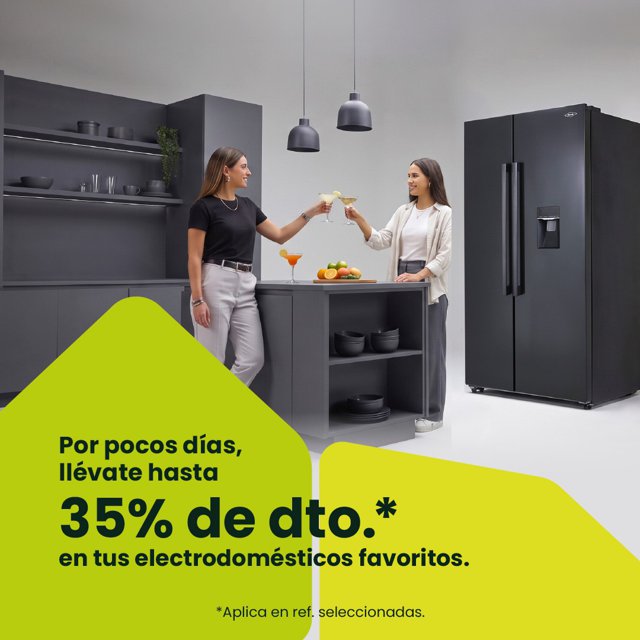 Por pocos días,
llévate hasta
35% de dto.*
en tus electrodomésticos favoritos.
*Aplica en ref. seleccionadas.